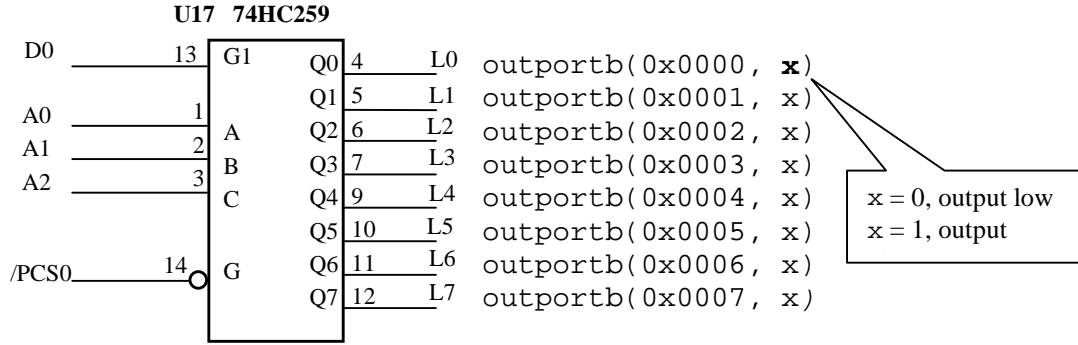 U17 74HC259
D0 13 G1 Q0 4 L0 outportb(0x0000, x)
Q1 5 L1 outportb(0x0001, x)
A0 1 A Q2 6 L2 outportb(0x0002, x)
A1 2 B Q3 7 L3 outportb(0x0003, x)
A2 3 C Q4 9 L4 outportb(0x0004, x)
Q5 10 L5 outportb(0x0005, x)
/PCS0 14 G Q6 11 L6 outportb(0x0006, x)
Q7 12 L7 outportb(0x0007, x)
x = 0, output low
x = 1, output